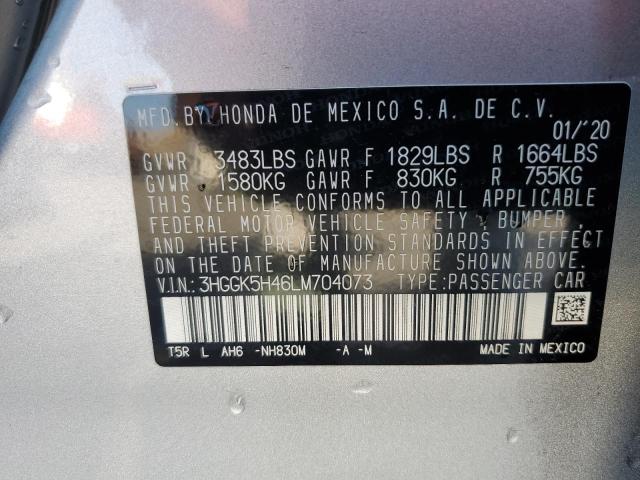 MFD.BY HONDA DE MEXICO S.A. DE C.V.
01/'20
GVWR 3483LBS GAWR F 1829LBS R 1664LBS
GVWR 1580KG GAWR F 830KG R 755KG
THIS VEHICLE CONFORMS TO ALL APPLICABLE
FEDERAL MOTOR VEHICLE SAFETY, BUMPER,
AND THEFT PREVENTION STANDARDS IN EFFECT
ON THE DATE OF MANUFACTURE SHOWN ABOVE.
V.I.N.:3HGGK5H46LM704073 TYPE:PASSENGER CAR
T5R L AH6 -NH830M -A -M MADE IN MEXICO